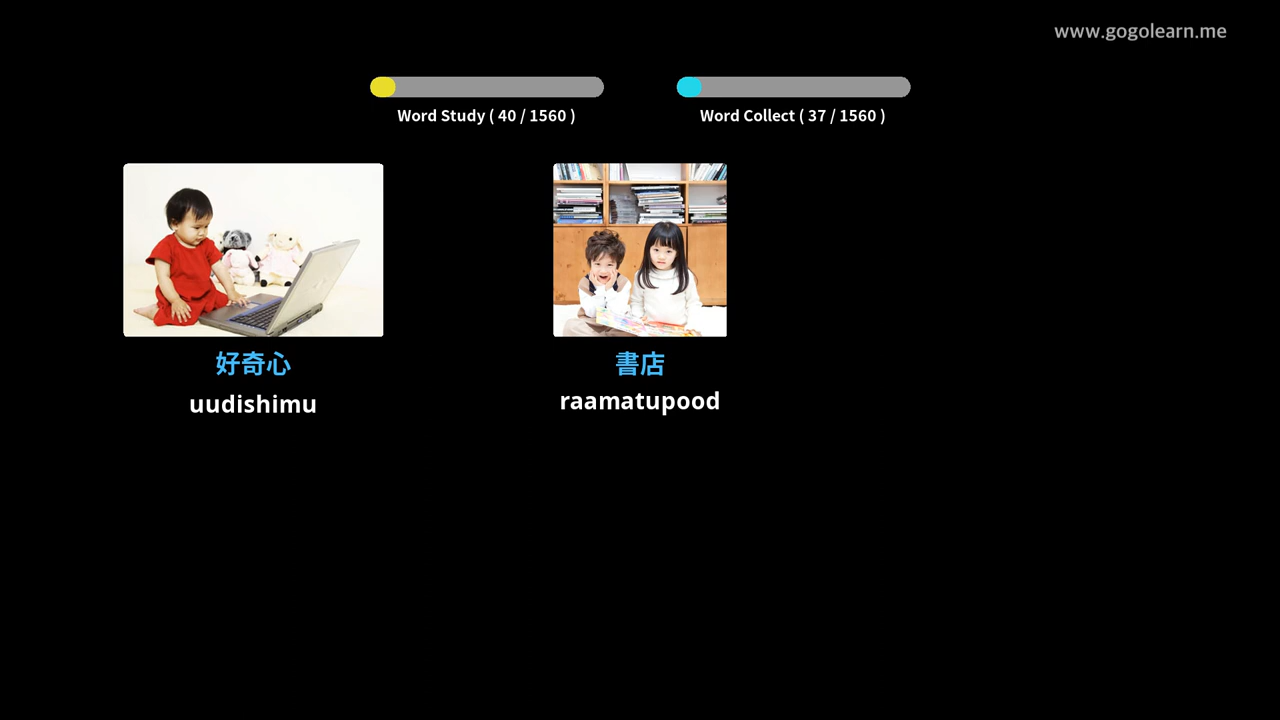 www.gogolearn.me
Word Study ( 40 / 1560 )
Word Collect ( 37 / 1560 )
好奇心
uudishimu
書店
raamatupood